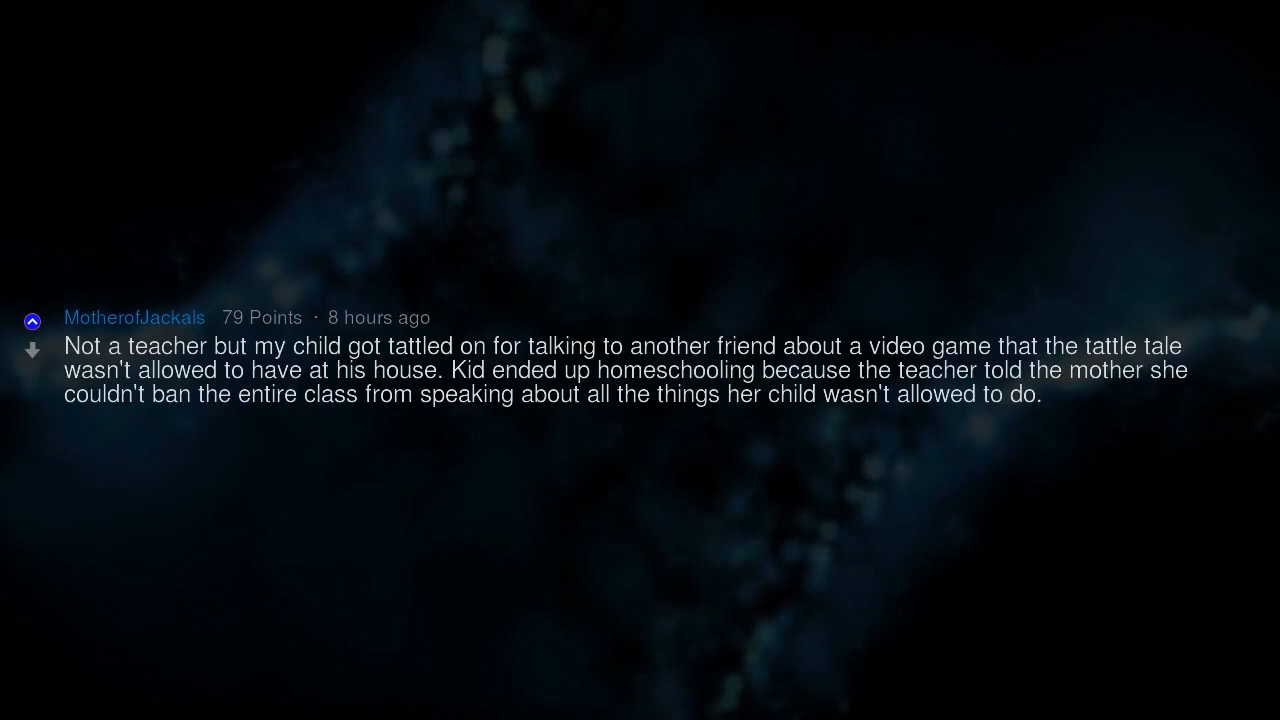 MotherofJackals 79 Points · 8 hours ago
Not a teacher but my child got tattled on for talking to another friend about a video game that the tattle tale
wasn't allowed to have at his house. Kid ended up homeschooling because the teacher told the mother she
couldn't ban the entire class from speaking about all the things her child wasn't allowed to do.